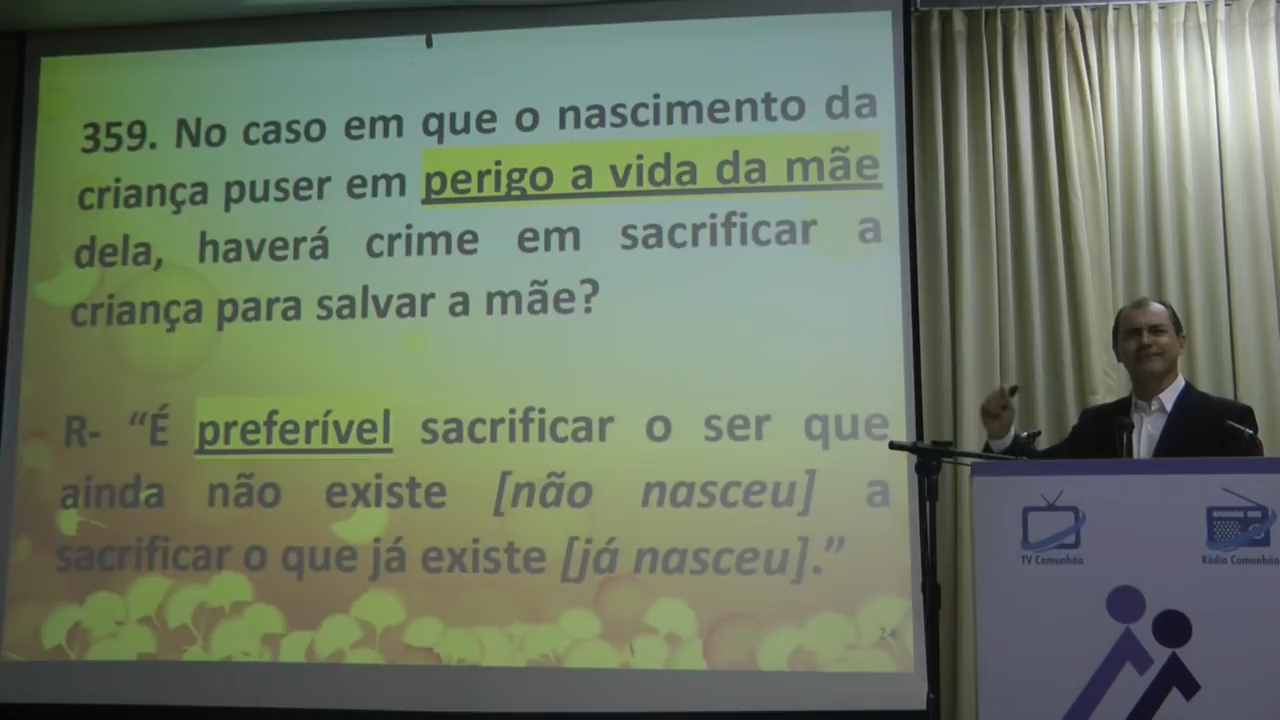 359. No caso em que o nascimento da
criança puser em perigo a vida da mãe
dela, haverá crime em sacrificar a
criança para salvar a mãe?
R- “É preferível sacrificar o ser que
ainda não existe [não nasceu] a
sacrificar o que já existe [já nasceu].”
24
TV Comunhão
Rádio Comunhão